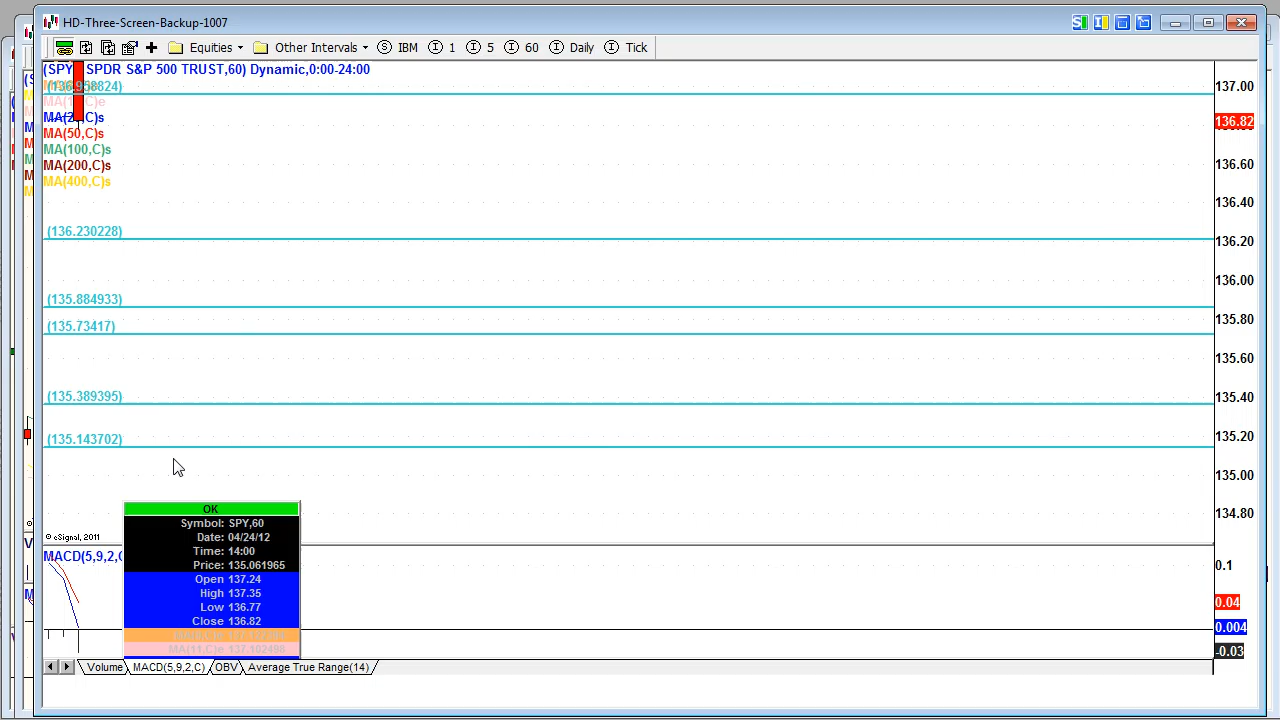 HD-Three-Screen-Backup-1007
Equities Other Intervals S IBM I 1 I 5 I 60 I Daily I Tick
(SPY, SPDR S&P 500 TRUST,60) Dynamic,0:00-24:00
(136.958824)
MA(50,C)s
MA(100,C)s
MA(200,C)s
MA(400,C)s
(136.230228)
(135.884933)
(135.73417)
(135.389395)
(135.143702)
137.00
136.82
136.60
136.40
136.20
136.00
135.80
135.60
135.40
135.20
135.00
134.80
© eSignal, 2011
OK
Symbol: SPY,60
Date: 04/24/12
Time: 14:00
Price: 135.061965
Open 137.24
High 137.35
Low 136.77
Close 136.82
MA(11,C)e 137.102498
MACD(5,9,2,C
0.1
0.04
0.004
-0.03
Volume MACD(5,9,2,C) OBV Average True Range(14)